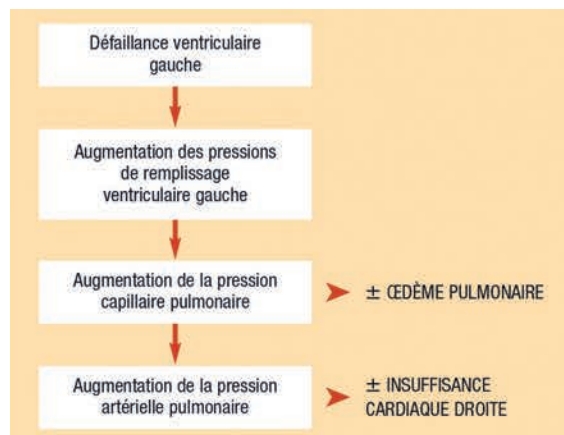 Défaillance ventriculaire
gauche
Augmentation des pressions
de remplissage
ventriculaire gauche
Augmentation de la pression
capillaire pulmonaire
± ŒDÈME PULMONAIRE
Augmentation de la pression
artérielle pulmonaire
± INSUFFISANCE
CARDIAQUE DROITE